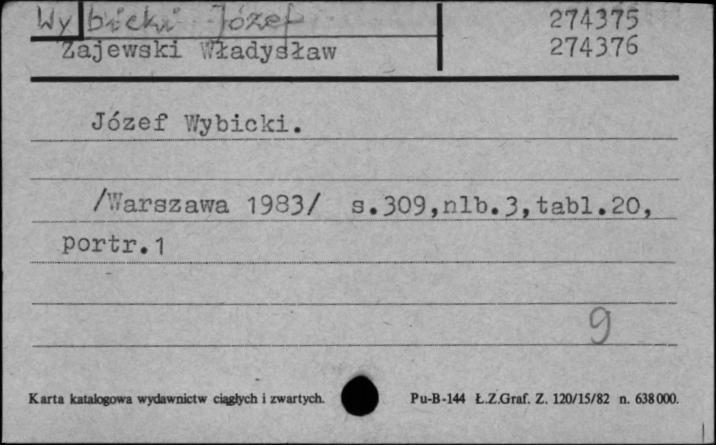 Wybicki Józef 274375
Zajewski Władysław 274376
Józef Wybicki.
/Warszawa 1983/ s.309,nlb.3,tabl.20,
portr.1
9
Karta katalogowa wydawnictw ciągłych i zwartych. Pu-B-144 Ł.Z.Graf. Z. 120/15/82 n. 638000.